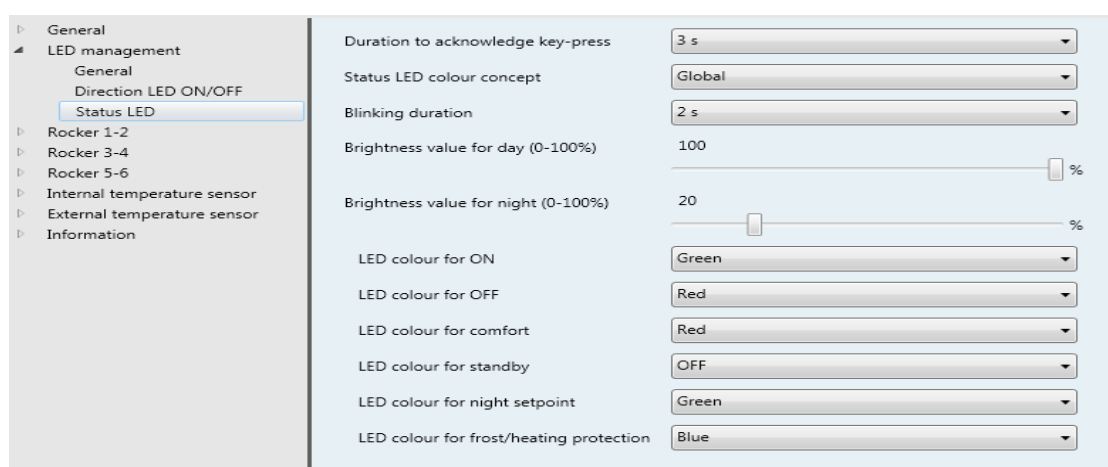 General
LED management
General
Direction LED ON/OFF
Status LED
Rocker 1-2
Rocker 3-4
Rocker 5-6
Internal temperature sensor
External temperature sensor
Information
Duration to acknowledge key-press 3 s
Status LED colour concept Global
Blinking duration 2 s
Brightness value for day (0-100%) 100
%
Brightness value for night (0-100%) 20
%
LED colour for ON Green
LED colour for OFF Red
LED colour for comfort Red
LED colour for standby OFF
LED colour for night setpoint Green
LED colour for frost/heating protection Blue